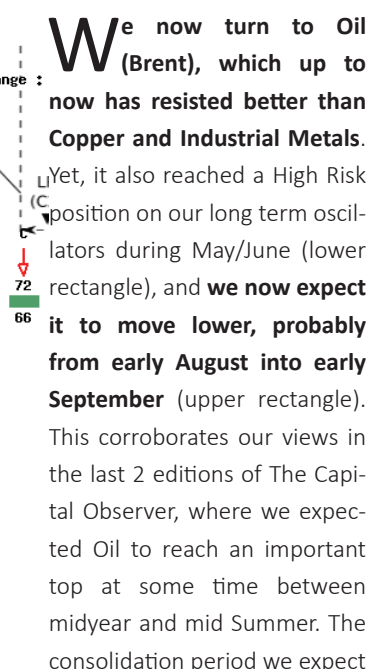 We now turn to Oil
(Brent), which up to
ange :
now has resisted better than
Copper and Industrial Metals.
Yet, it also reached a High Risk
position on our long term oscil-
(C
lators during May/June (lower
72
rectangle), and we now expect
66
it to move lower, probably
from early August into early
September (upper rectangle).
This corroborates our views in
the last 2 editions of The Capi-
tal Observer, where we expec-
ted Oil to reach an important
top at some time between
midyear and mid Summer. The
consolidation period we expect